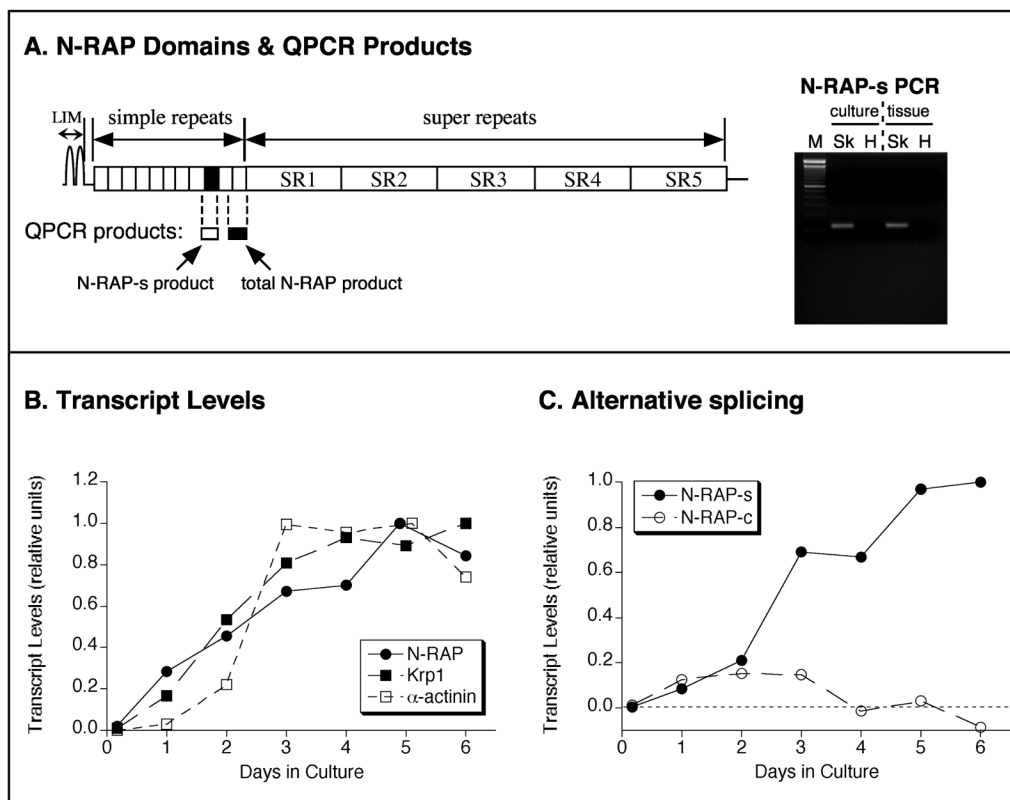 A. N-RAP Domains & QPCR Products
LIM
simple repeats
super repeats
SR1 SR2 SR3 SR4 SR5
QPCR products:
N-RAP-s product
total N-RAP product
N-RAP-s PCR
culture tissue
M Sk H Sk H
B. Transcript Levels
Transcript Levels (relative units)
1.2
1.0
0.8
0.6
0.4
0.2
0.0
N-RAP
Krp1
α-actinin
0 1 2 3 4 5 6
Days in Culture
C. Alternative splicing
Transcript Levels (relative units)
1.0
0.8
0.6
0.4
0.2
0.0
N-RAP-s
N-RAP-c
0 1 2 3 4 5 6
Days in Culture